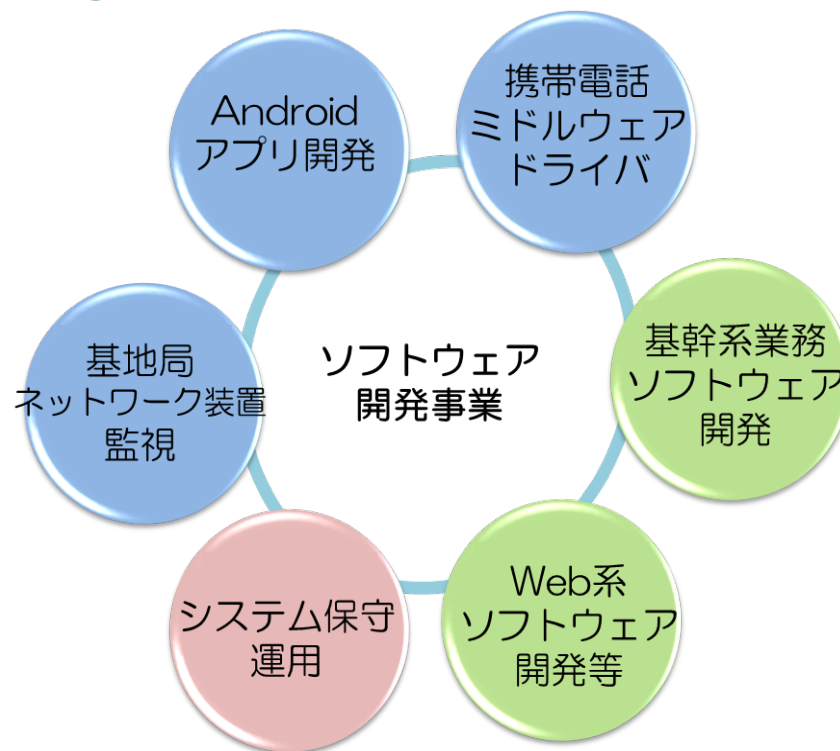 Android
アプリ開発
携帯電話
ミドルウェア
ドライバ
基地局
ネットワーク装置
監視
ソフトウェア
開発事業
基幹系業務
ソフトウェア
開発
システム保守
運用
Web系
ソフトウェア
開発等